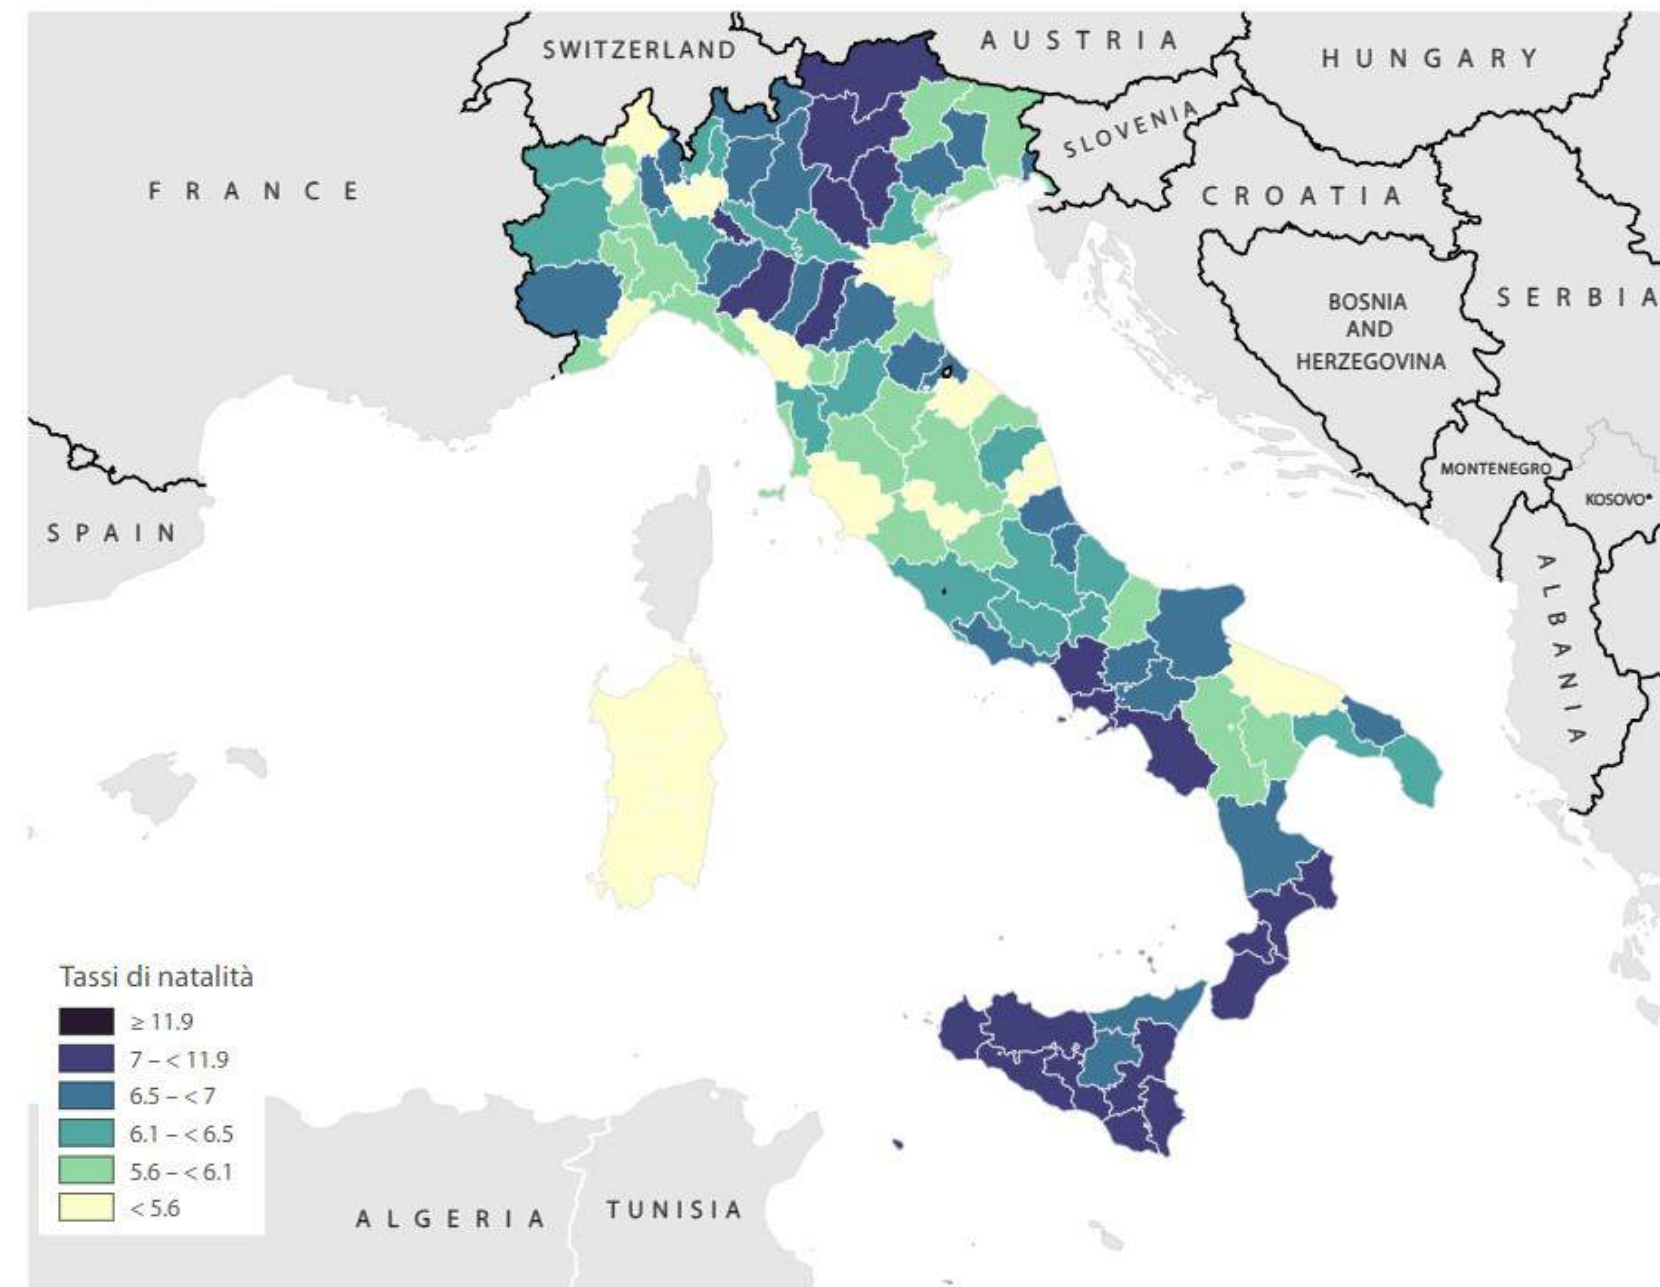 SWITZERLAND
AUSTRIA
HUNGARY
SLOVENIA
FRANCE
CROATIA
SERBIA
BOSNIA
AND
HERZEGOVINA
MONTENEGRO
KOSOVO*
SPAIN
ALBANIA
Tassi di natalità
≥ 11.9
7 – < 11.9
6.5 – < 7
6.1 – < 6.5
5.6 – < 6.1
< 5.6
ALGERIA
TUNISIA